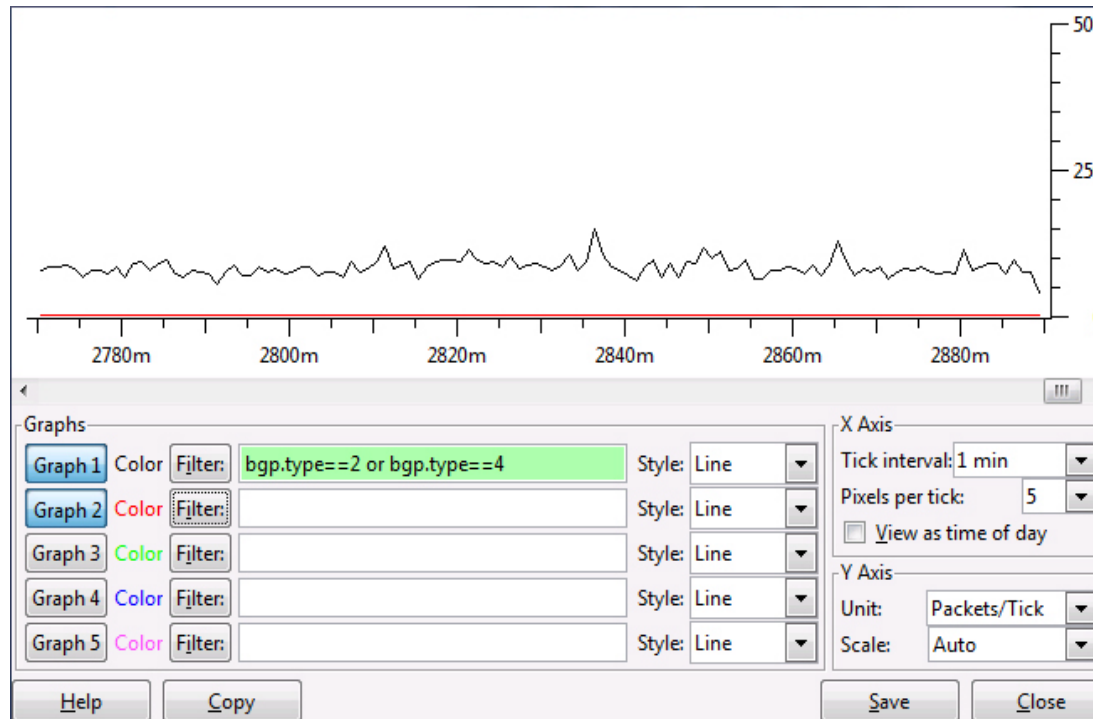 50
25
2780m 2800m 2820m 2840m 2860m 2880m
Graphs
Graph 1 Color Filter: bgp.type==2 or bgp.type==4 Style: Line
Graph 2 Color Filter: Style: Line
Graph 3 Color Filter: Style: Line
Graph 4 Color Filter: Style: Line
Graph 5 Color Filter: Style: Line
X Axis
Tick interval: 1 min
Pixels per tick: 5
View as time of day
Y Axis
Unit: Packets/Tick
Scale: Auto
Help Copy Save Close